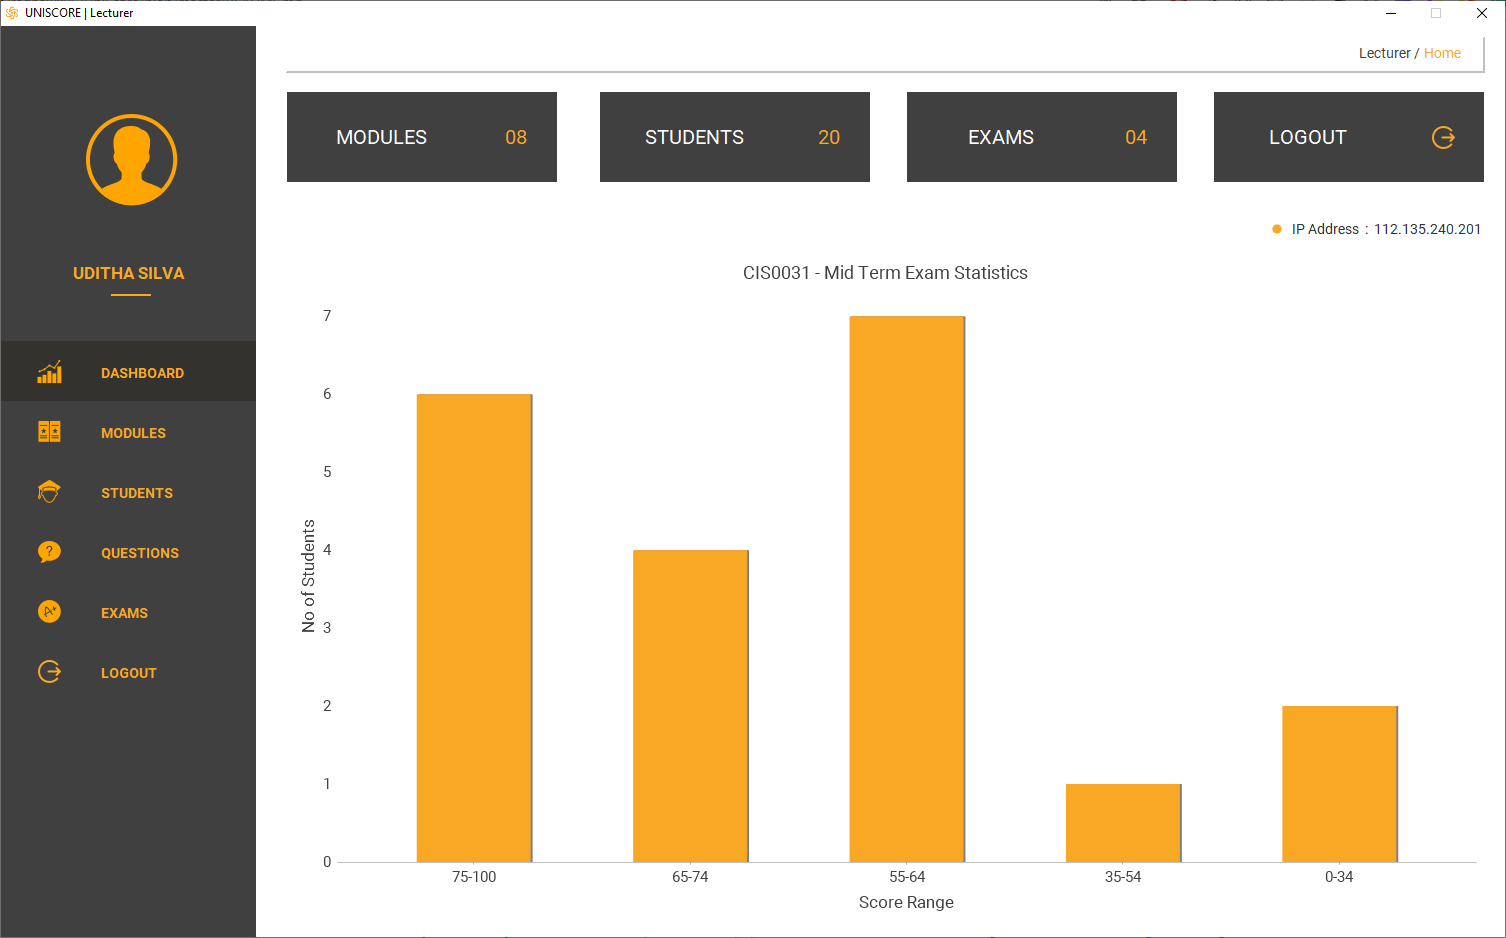 UNISCORE | Lecturer
Lecturer / Home
MODULES 08
STUDENTS 20
EXAMS 04
LOGOUT
IP Address : 112.135.240.201
UDITHA SILVA
DASHBOARD
MODULES
STUDENTS
QUESTIONS
EXAMS
LOGOUT
CIS0031 - Mid Term Exam Statistics
No of Students
7
6
5
4
3
2
1
0
75-100 65-74 55-64 35-54 0-34
Score Range